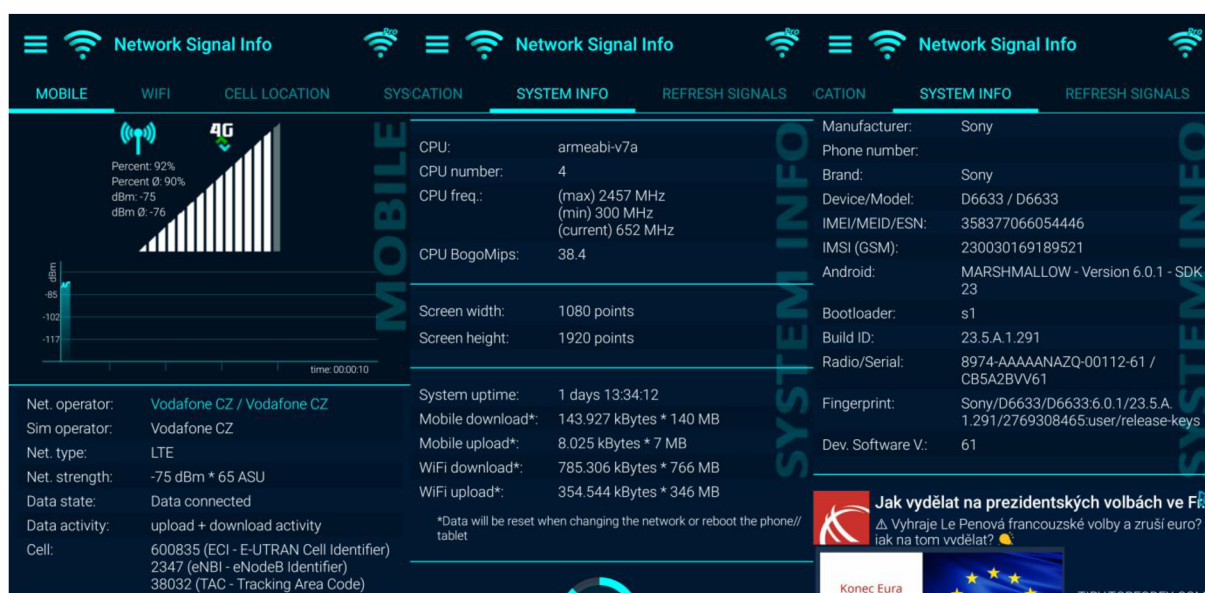 Network Signal Info
Pro
MOBILE WIFI CELL LOCATION SYS
4G
Percent: 92%
Percent Ø: 90%
dBm: -75
dBm Ø: -76
MOBILE
dBm
-85
-102
-117
time: 00:00:10
Net. operator: Vodafone CZ / Vodafone CZ
Sim operator: Vodafone CZ
Net. type: LTE
Net. strength: -75 dBm * 65 ASU
Data state: Data connected
Data activity: upload + download activity
Cell: 600835 (ECI - E-UTRAN Cell Identifier)
2347 (eNBI - eNodeB Identifier)
38032 (TAC - Tracking Area Code)
Network Signal Info
Pro
CATION SYSTEM INFO REFRESH SIGNALS
SYSTEM INFO
CPU: armeabi-v7a
CPU number: 4
CPU freq.: (max) 2457 MHz
(min) 300 MHz
(current) 652 MHz
CPU BogoMips: 38.4
Screen width: 1080 points
Screen height: 1920 points
System uptime: 1 days 13:34:12
Mobile download*: 143.927 kBytes * 140 MB
Mobile upload*: 8.025 kBytes * 7 MB
WiFi download*: 785.306 kBytes * 766 MB
WiFi upload*: 354.544 kBytes * 346 MB
*Data will be reset when changing the network or reboot the phone//
tablet
Network Signal Info
Pro
CATION SYSTEM INFO REFRESH SIGNALS
SYSTEM INFO
Manufacturer: Sony
Phone number:
Brand: Sony
Device/Model: D6633 / D6633
IMEI/MEID/ESN: 358377066054446
IMSI (GSM): 230030169189521
Android: MARSHMALLOW - Version 6.0.1 - SDK
23
Bootloader: s1
Build ID: 23.5.A.1.291
Radio/Serial: 8974-AAAAANAZQ-00112-61 /
CB5A2BVV61
Fingerprint: Sony/D6633/D6633:6.0.1/23.5.A.
1.291/2769308465:user/release-keys
Dev. Software V.: 61
Jak vydělat na prezidentských volbách ve Fr
⚠ Vyhraje Le Penová francouzské volby a zruší euro?
jak na tom vydělat?
Konec Eura